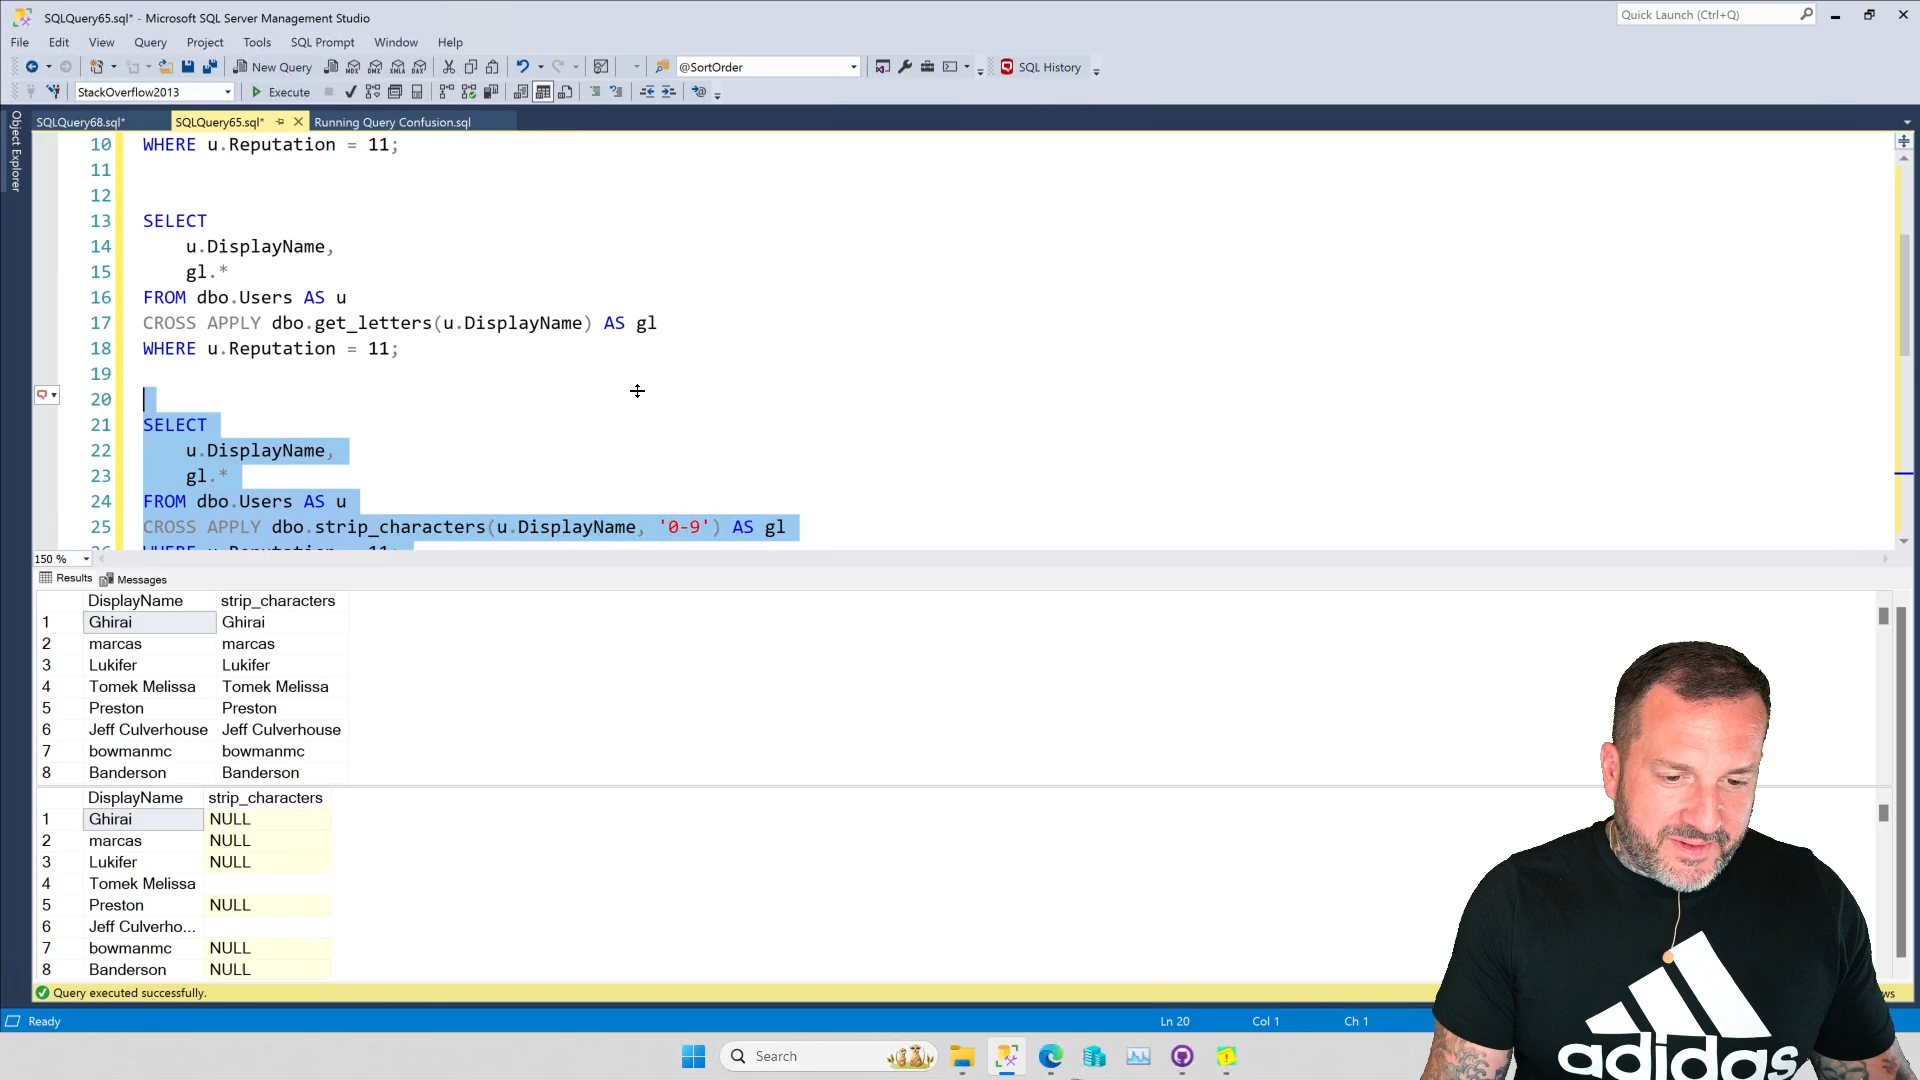 SQLQuery65.sql* - Microsoft SQL Server Management Studio
Quick Launch (Ctrl+Q)
File Edit View Query Project Tools SQL Prompt Window Help
New Query
@SortOrder
SQL History
StackOverflow2013
Execute
SQLQuery68.sql*
SQLQuery65.sql*
Running Query Confusion.sql
Object Explorer
10 WHERE u.Reputation = 11;
11
12
13 SELECT
14 u.DisplayName,
15 gl.*
16 FROM dbo.Users AS u
17 CROSS APPLY dbo.get_letters(u.DisplayName) AS gl
18 WHERE u.Reputation = 11;
19
20
21 SELECT
22 u.DisplayName,
23 gl.*
24 FROM dbo.Users AS u
25 CROSS APPLY dbo.strip_characters(u.DisplayName, '0-9') AS gl
26 WHERE u.Reputation = 11;
150 %
Results Messages
DisplayName strip_characters
1 Ghirai Ghirai
2 marcas marcas
3 Lukifer Lukifer
4 Tomek Melissa Tomek Melissa
5 Preston Preston
6 Jeff Culverhouse Jeff Culverhouse
7 bowmanmc bowmanmc
8 Banderson Banderson
DisplayName strip_characters
1 Ghirai NULL
2 marcas NULL
3 Lukifer NULL
4 Tomek Melissa
5 Preston NULL
6 Jeff Culverho...
7 bowmanmc NULL
8 Banderson NULL
Query executed successfully.
Ready
Ln 20
Col 1
Ch 1
Search
adidas